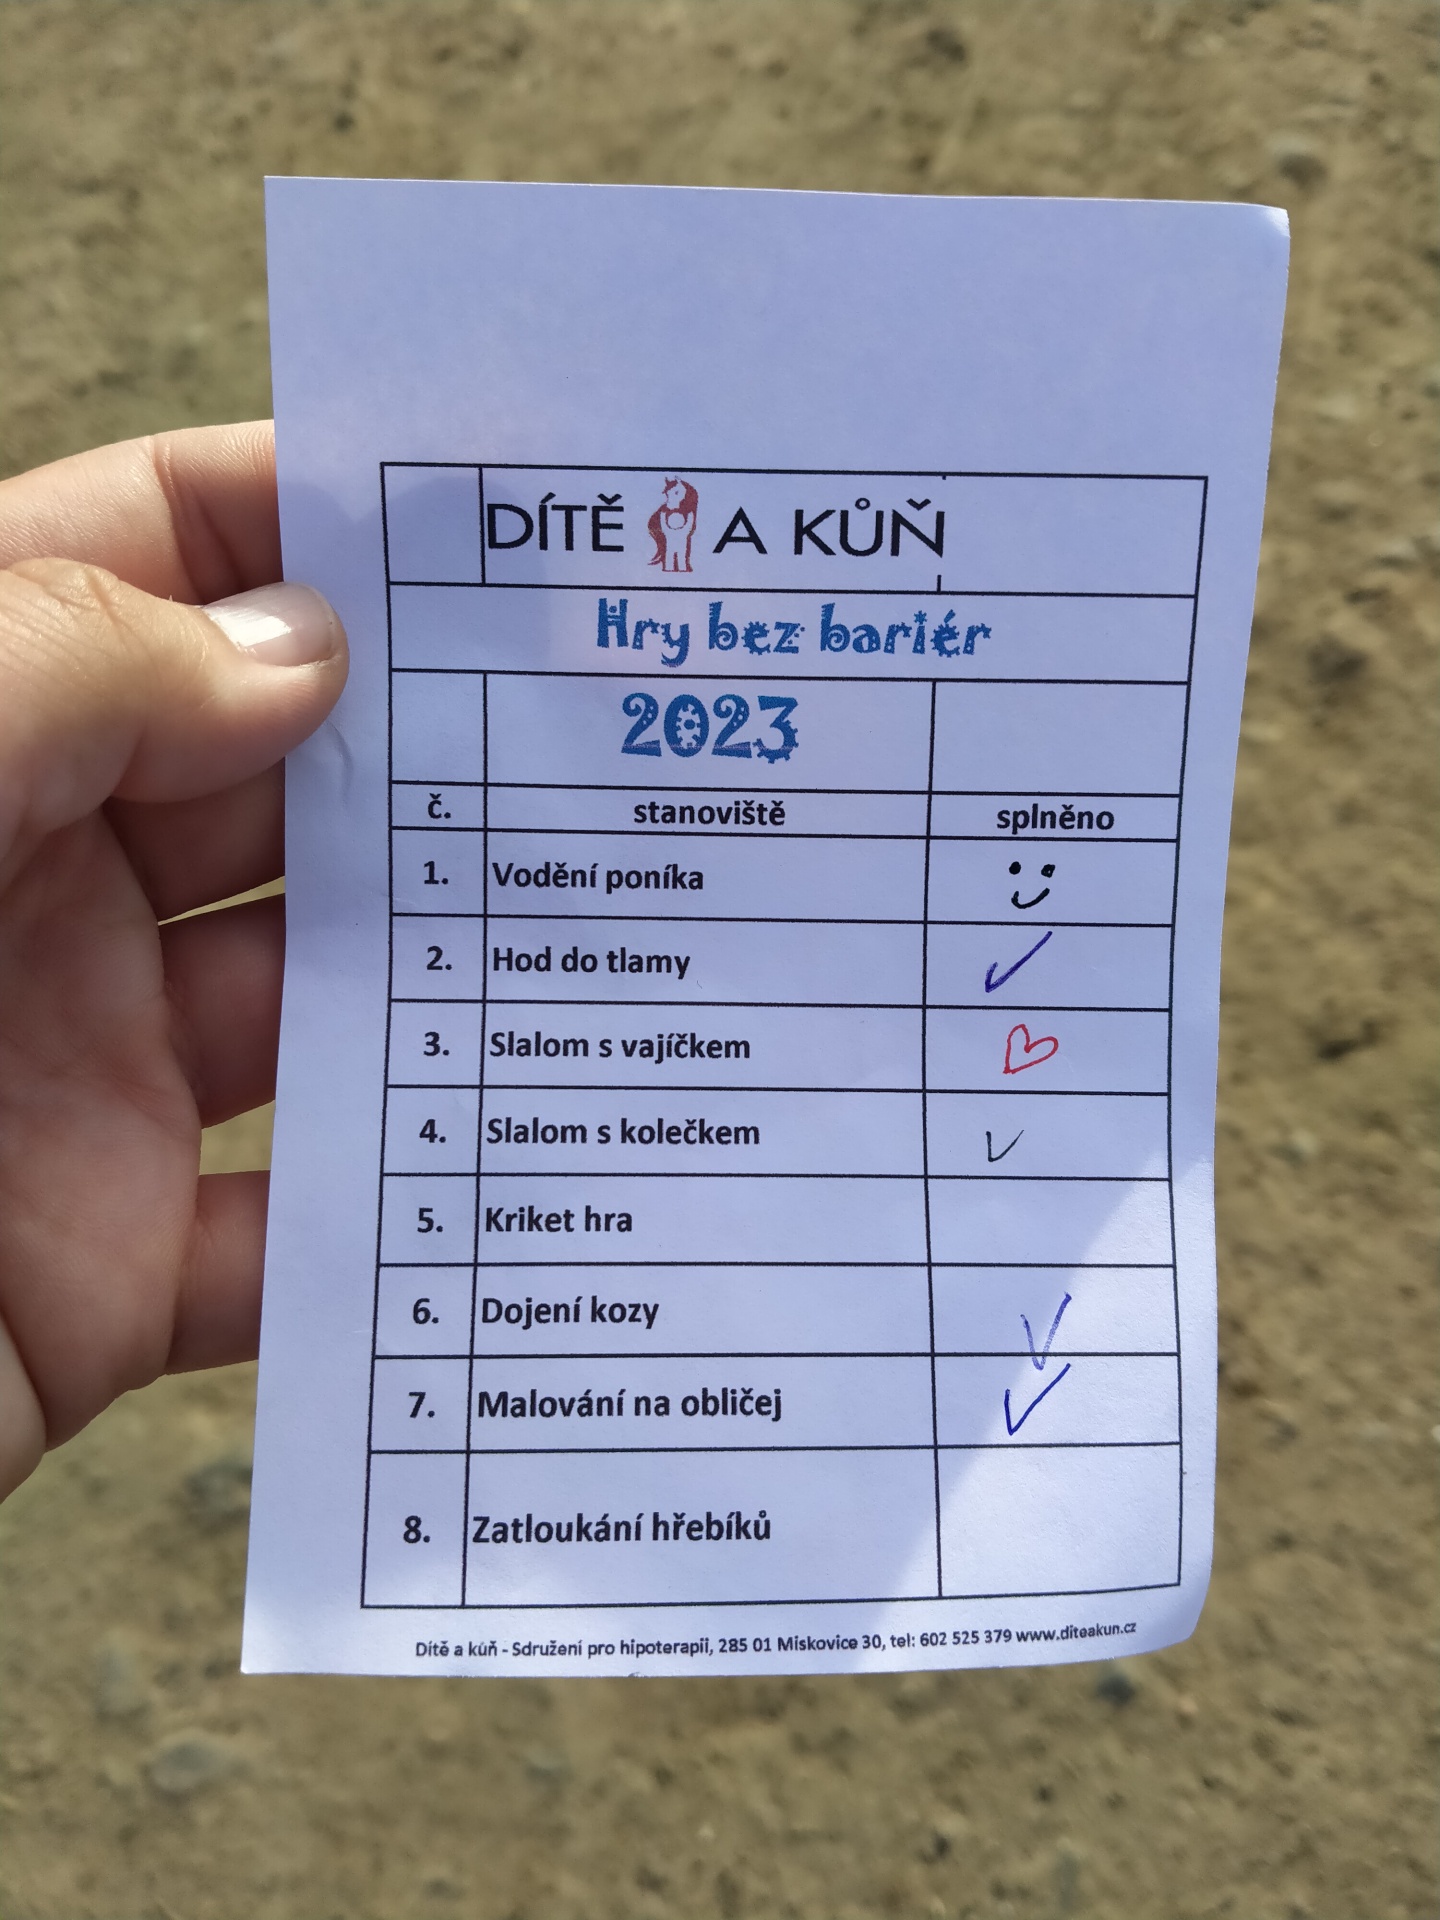 DÍTĚ A KŮŇ
Hry bez bariér
2023
č. stanoviště splněno
1. Vodění poníka
2. Hod do tlamy
3. Slalom s vajíčkem
4. Slalom s kolečkem
5. Kriket hra
6. Dojení kozy
7. Malování na obličej
8. Zatloukání hřebíků
Dítě a kůň - Sdružení pro hipoterapii, 285 01 Miskovice 30, tel: 602 525 379 www.diteakun.cz